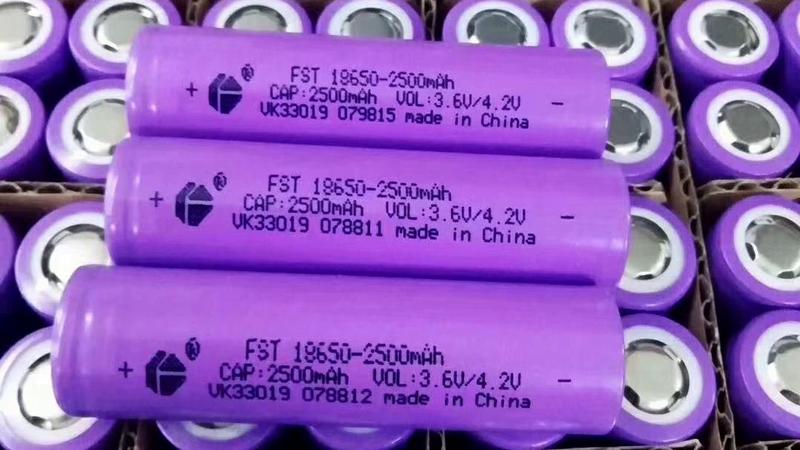 ®
FST 18650-2500mAh
+ CAP:2500mAh VOL:3.6V/4.2V -
VK33019 079815 made in China
®
FST 18650-2500mAh
+ CAP:2500mAh VOL:3.6V/4.2V -
VK33019 078811 made in China
®
FST 18650-2500mAh
+ CAP:2500mAh VOL:3.6V/4.2V -
VK33019 078812 made in China